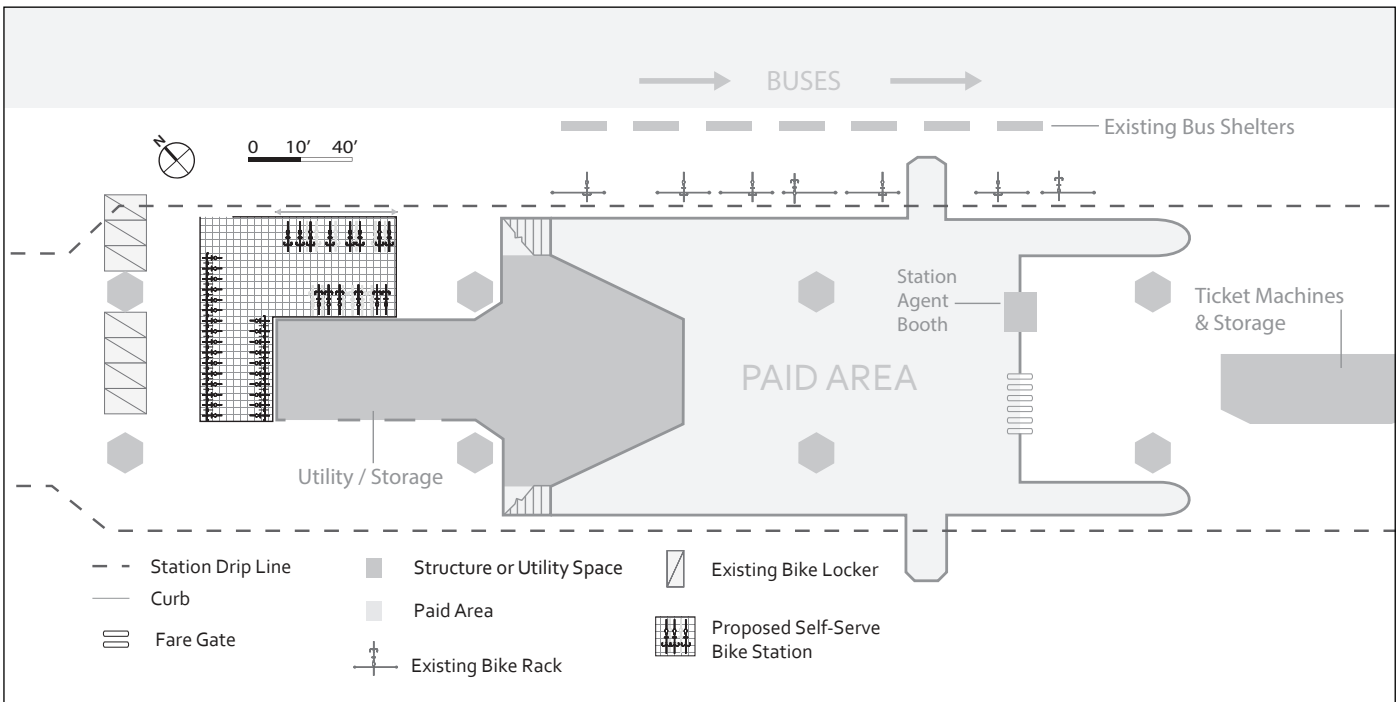 BUSES
Existing Bus Shelters
N
0 10’ 40’
Station
Agent
Booth
Ticket Machines
& Storage
PAID AREA
Utility / Storage
Station Drip Line
Curb
Fare Gate
Structure or Utility Space
Paid Area
Existing Bike Rack
Existing Bike Locker
Proposed Self-Serve
Bike Station